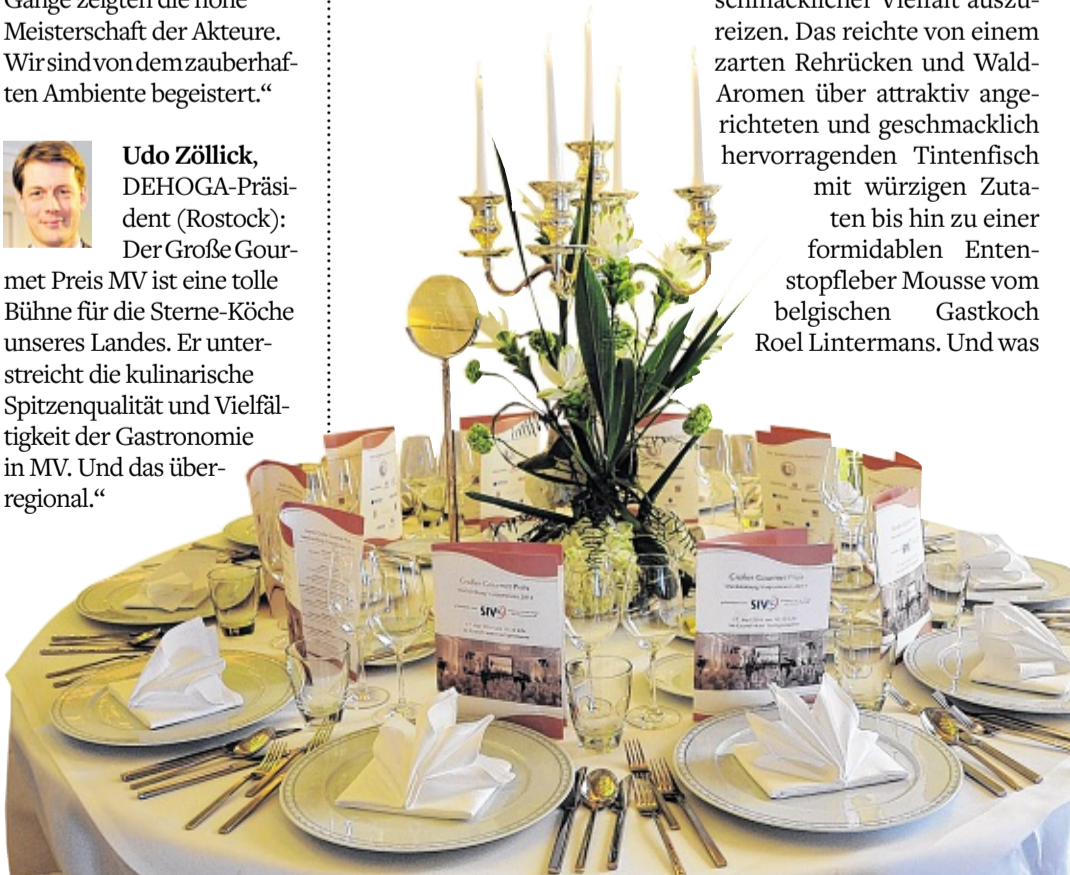 Gänge zeigten die hohe
Meisterschaft der Akteure.
Wir sind von dem zauberhaf-
ten Ambiente begeistert.“
Udo Zöllick,
DEHOGA-Präsi-
dent (Rostock):
Der Große Gour-
met Preis MV ist eine tolle
Bühne für die Sterne-Köche
unseres Landes. Er unter-
streicht die kulinarische
Spitzenqualität und Vielfäl-
tigkeit der Gastronomie
in MV. Und das über-
regional.“
schmacklicher Vielfalt auszu-
reizen. Das reichte von einem
zarten Rehrücken und Wald-
Aromen über attraktiv ange-
richteten und geschmacklich
hervorragenden Tintenfisch
mit würzigen Zuta-
ten bis hin zu einer
formidablen Enten-
stopfleber Mousse vom
belgischen Gastkoch
Roel Lintermans. Und was
Großer Gourmet Preis
SIV
Großer Gourmet Preis
SIV